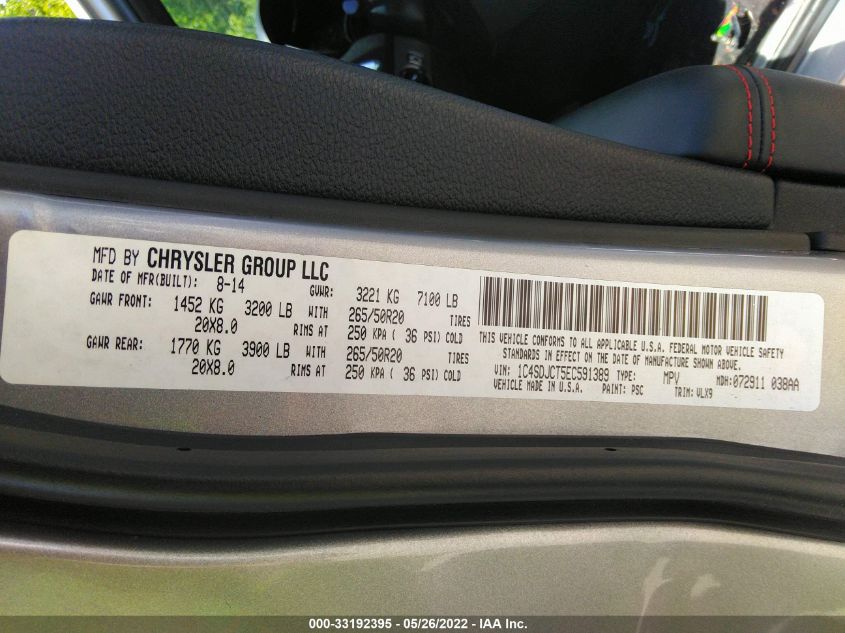 MFD BY CHRYSLER GROUP LLC
DATE OF MFR(BUILT): 8-14 GVWR: 3221 KG 7100 LB
GAWR FRONT: 1452 KG 3200 LB WITH 265/50R20 TIRES
20X8.0 RIMS AT 250 KPA ( 36 PSI) COLD
GAWR REAR: 1770 KG 3900 LB WITH 265/50R20 TIRES
20X8.0 RIMS AT 250 KPA ( 36 PSI) COLD
THIS VEHICLE CONFORMS TO ALL APPLICABLE U.S.A. FEDERAL MOTOR VEHICLE SAFETY
STANDARDS IN EFFECT ON THE DATE OF MANUFACTURE SHOWN ABOVE.
VIN: 1C4SDJCT5EC591389 TYPE: MPV MDH:072911 038AA
VEHICLE MADE IN U.S.A. PAINT: PSC TRIM: VLX9
000-33192395 - 05/26/2022 - IAA Inc.